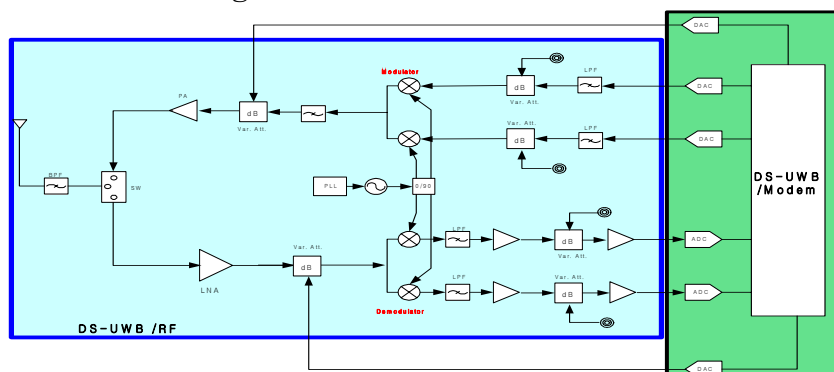 DAC
Modulator
LPF
DAC
PA
dB
dB
Var. Att.
Var. Att.
LPF
DAC
dB
Var. Att.
BPF
SW
PLL
0/90
DS-UWB
/Modem
Var. Att.
LPF
dB
Var. Att.
ADC
LNA
dB
LPF
Var. Att.
dB
ADC
Demodulator
DS-UWB /RF
DAC